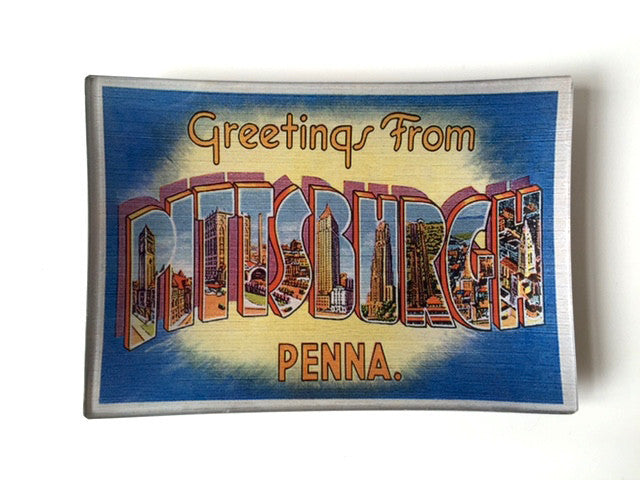 Greetings From
PITTSBURGH
PENNA.